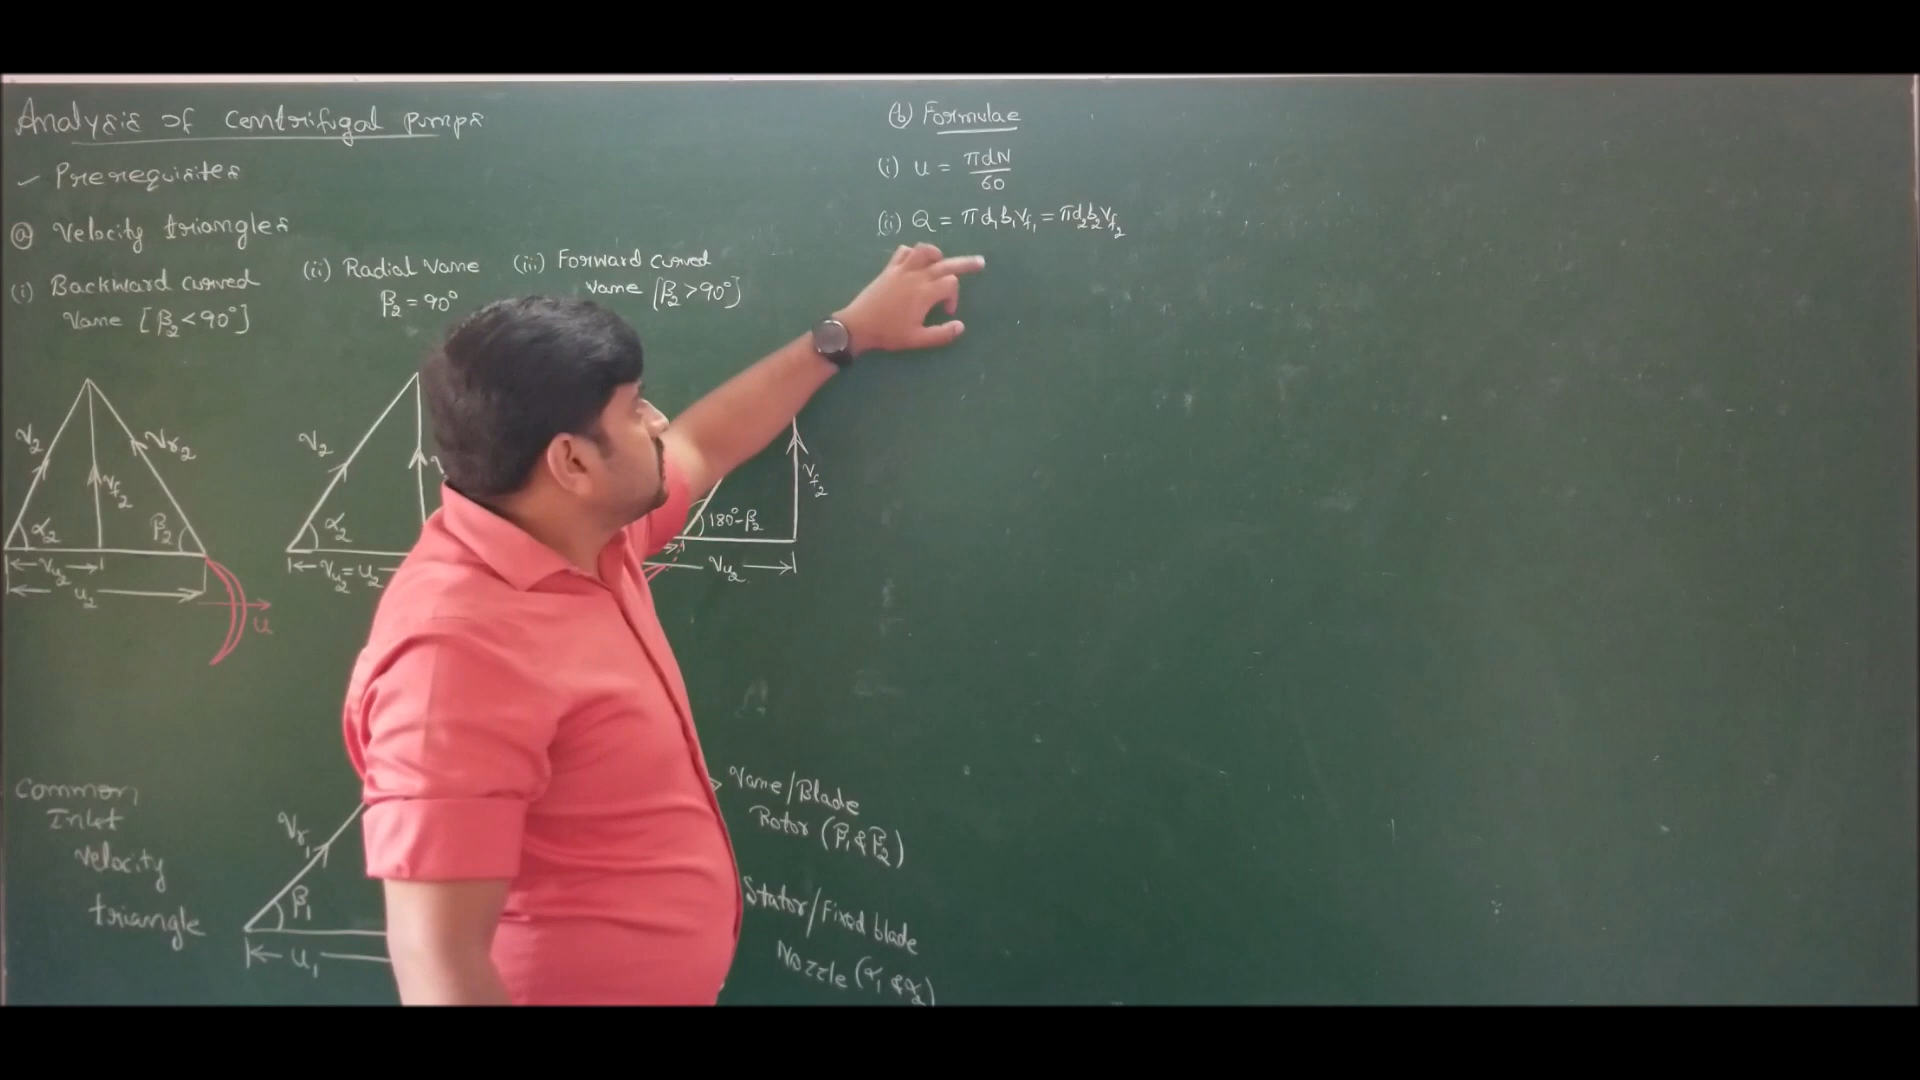 Analysis of centrifugal pumps
Prerequisites
ⓐ Velocity triangles
(i) Backward curved
Vane [β₂<90°]
(ii) Radial Vane
β₂ = 90°
(iii) Forward curved
Vane [β₂>90°]
V₂
Vr₂
Vf₂
α₂
β₂
Vu₂
u₂
u
V₂
α₂
Vu₂=u₂
Vf₂
180°-β₂
Vu₂
Common
Inlet
velocity
triangle
Vr₁
β₁
u₁
Vane/Blade
Rotor (β₁&β₂)
Stator/Fixed blade
Nozzle (α₁&α₂)
(b) Formulae
(i) u = πdN/60
(ii) Q = πd₁b₁Vf₁ = πd₂b₂Vf₂